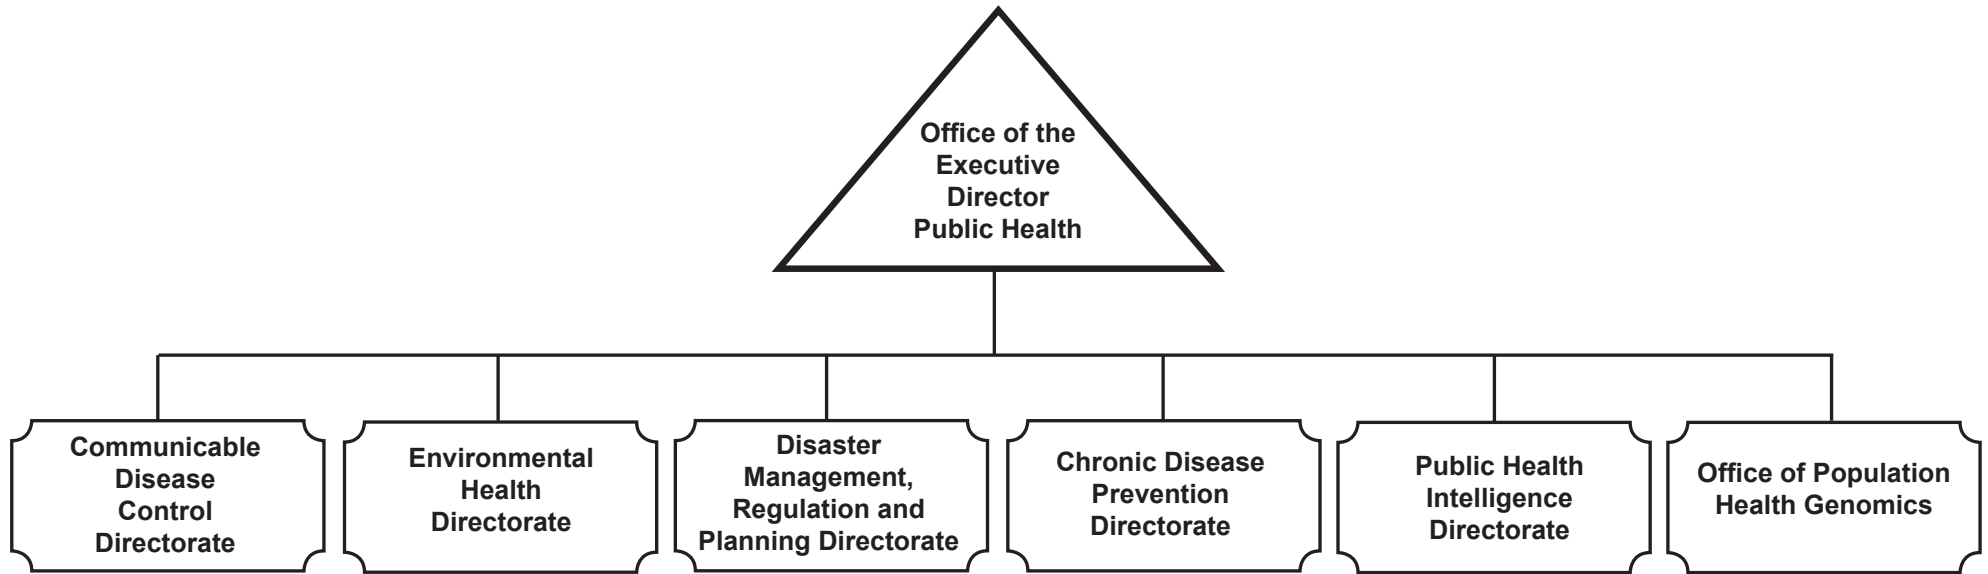 Office of the
Executive
Director
Public Health
Communicable
Disease
Control
Directorate
Environmental
Health
Directorate
Disaster
Management,
Regulation and
Planning Directorate
Chronic Disease
Prevention
Directorate
Public Health
Intelligence
Directorate
Office of Population
Health Genomics